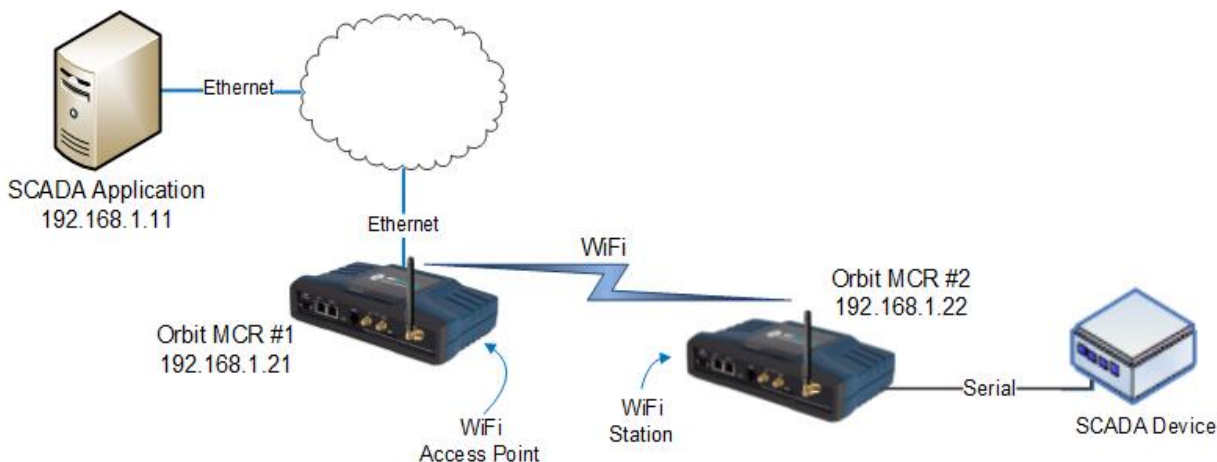 Ethernet
SCADA Application
192.168.1.11
Ethernet
WiFi
Orbit MCR #2
192.168.1.22
Orbit MCR #1
192.168.1.21
WiFi
Access Point
WiFi
Station
Serial
SCADA Device